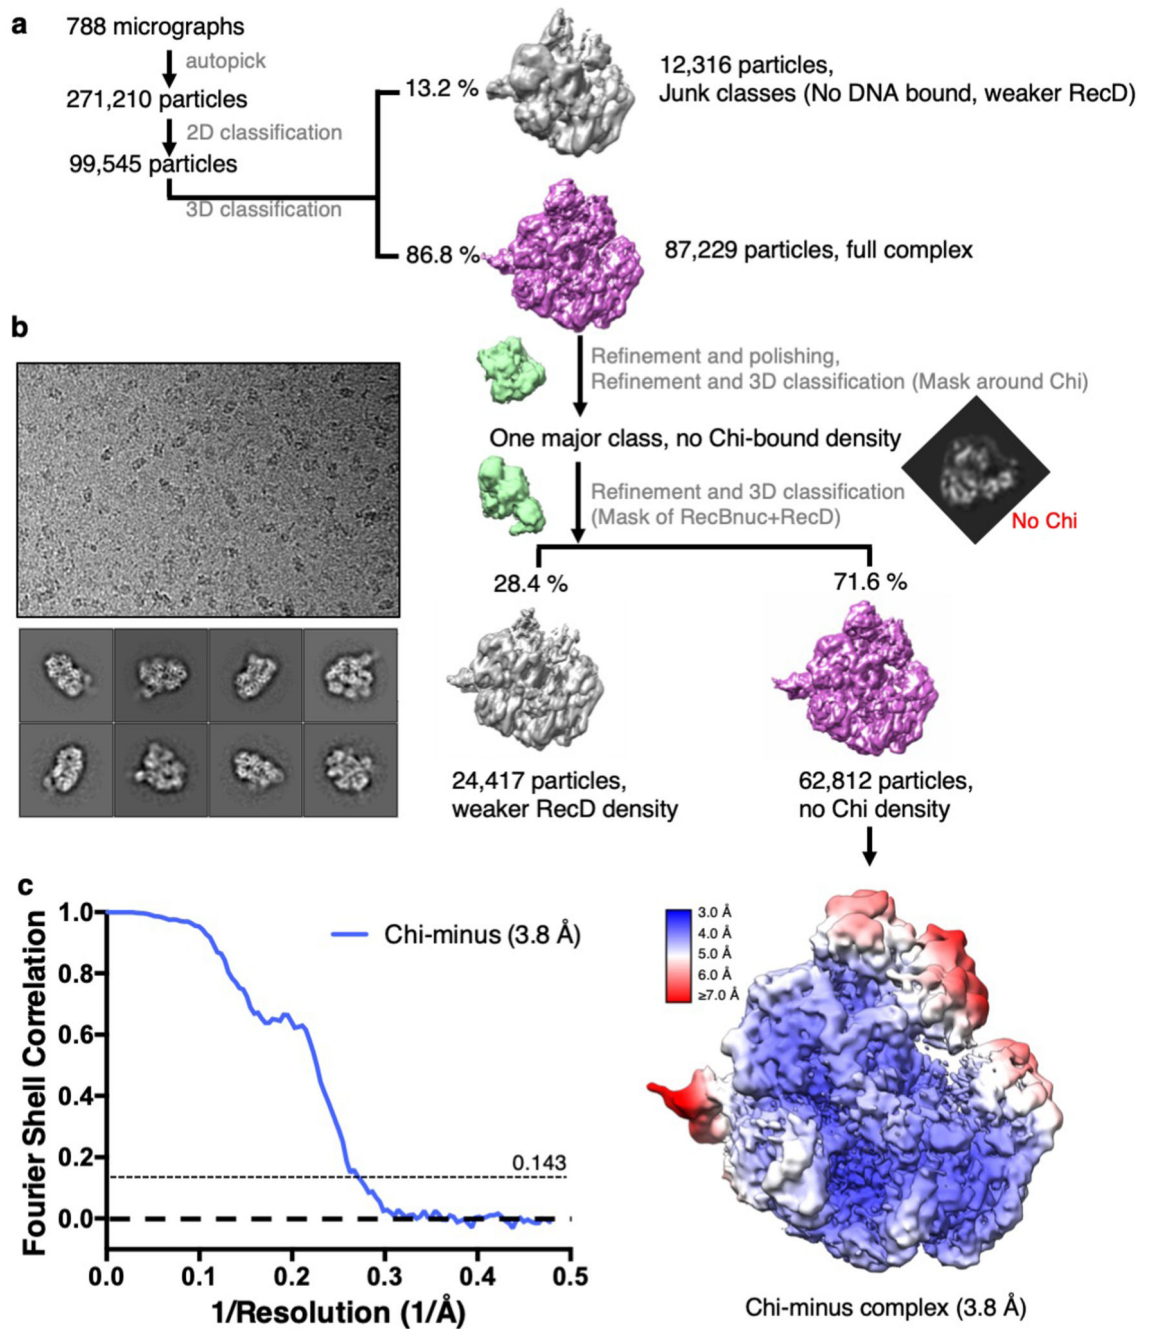 a
788 micrographs
autopick
271,210 particles
2D classification
99,545 particles
3D classification
13.2 %
12,316 particles,
Junk classes (No DNA bound, weaker RecD)
86.8 %
87,229 particles, full complex
Refinement and polishing,
Refinement and 3D classification (Mask around Chi)
One major class, no Chi-bound density
No Chi
Refinement and 3D classification
(Mask of RecBnuc+RecD)
28.4 %
71.6 %
24,417 particles,
weaker RecD density
62,812 particles,
no Chi density
b
c
Fourier Shell Correlation
1.0
0.8
0.6
0.4
0.2
0.0
Chi-minus (3.8 Å)
0.143
0.0 0.1 0.2 0.3 0.4 0.5
1/Resolution (1/Å)
3.0 Å
4.0 Å
5.0 Å
6.0 Å
≥7.0 Å
Chi-minus complex (3.8 Å)